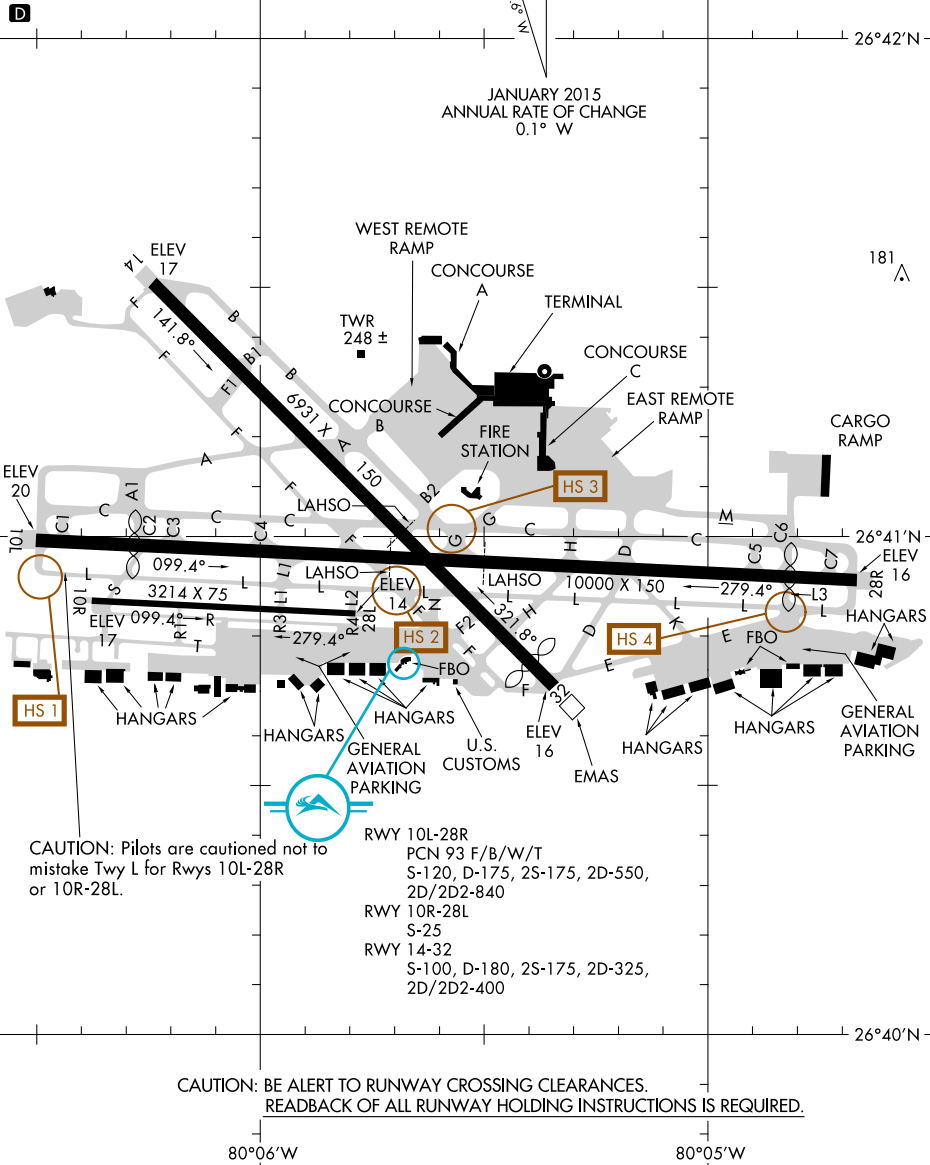 D
26°42'N
JANUARY 2015
ANNUAL RATE OF CHANGE
0.1° W
WEST REMOTE
RAMP
ELEV
17
14
181
CONCOURSE
A
TERMINAL
TWR
248 ±
F
B
141.8°
F
B1
B
CONCOURSE
C
F1
6931 X
150
CONCOURSE
B
EAST REMOTE
RAMP
CARGO
RAMP
FIRE
STATION
F
A
A
ELEV
20
HS 3
A1
F
B2
LAHSO
C1
C
C2
C3
C
C4
C
F
G
G
C
H
D
C
M
C5
C6
C7
26°41'N
10L
099.4°
LAHSO
ELEV
14
LAHSO
10000 X 150
279.4°
ELEV
16
28R
L
S
L
L1
L
L
N
L
L
K
L
L3
L
10R
3214 X 75
ELEV
17
099.4°
R1
R
T
R3
L1
279.4°
R4
L2
28L
F
F2
F
321.8°
H
D
E
E
HS 2
HS 4
FBO
HANGARS
FBO
F
32
HS 1
HANGARS
HANGARS
HANGARS
GENERAL
AVIATION
PARKING
U.S.
CUSTOMS
ELEV
16
EMAS
HANGARS
HANGARS
GENERAL
AVIATION
PARKING
CAUTION: Pilots are cautioned not to
mistake Twy L for Rwys 10L-28R
or 10R-28L.
RWY 10L-28R
PCN 93 F/B/W/T
S-120, D-175, 2S-175, 2D-550,
2D/2D2-840
RWY 10R-28L
S-25
RWY 14-32
S-100, D-180, 2S-175, 2D-325,
2D/2D2-400
26°40'N
CAUTION: BE ALERT TO RUNWAY CROSSING CLEARANCES.
READBACK OF ALL RUNWAY HOLDING INSTRUCTIONS IS REQUIRED.
80°06'W
80°05'W